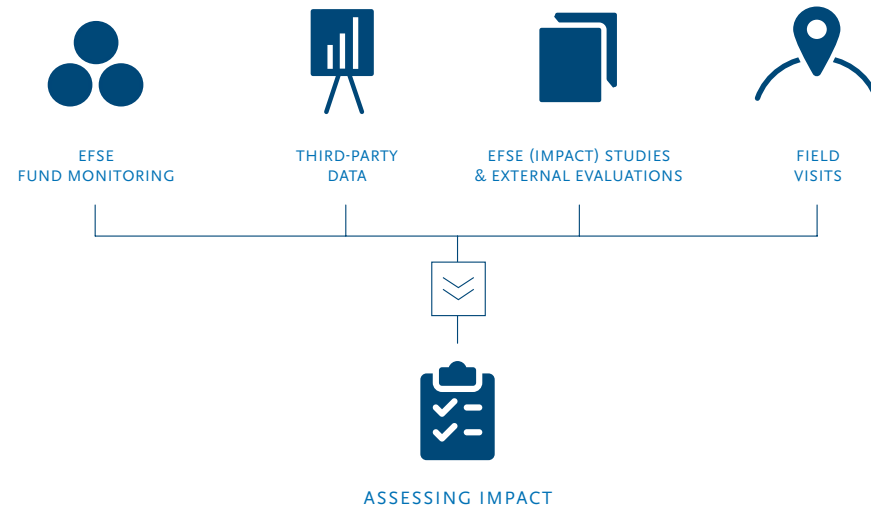 EFSE
FUND MONITORING
THIRD-PARTY
DATA
EFSE (IMPACT) STUDIES
& EXTERNAL EVALUATIONS
FIELD
VISITS
ASSESSING IMPACT